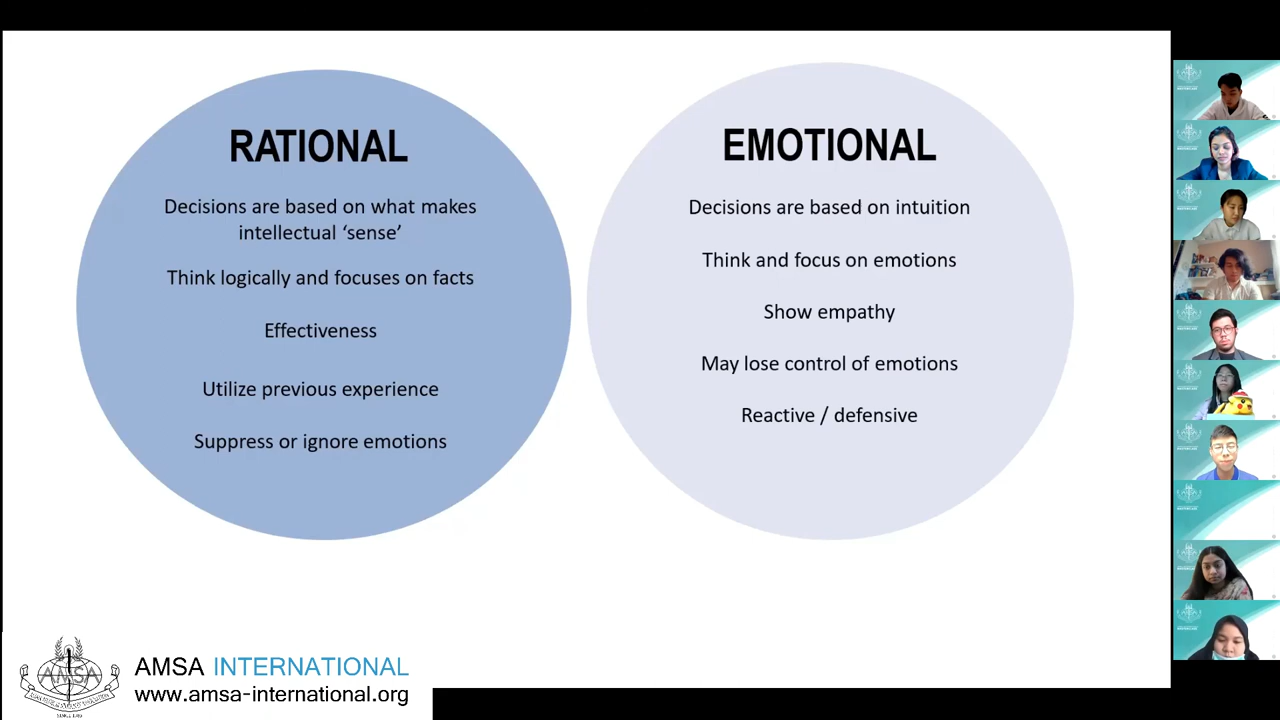 RATIONAL
Decisions are based on what makes
intellectual ‘sense’
Think logically and focuses on facts
Effectiveness
Utilize previous experience
Suppress or ignore emotions
EMOTIONAL
Decisions are based on intuition
Think and focus on emotions
Show empathy
May lose control of emotions
Reactive / defensive
AMSA
AMSA INTERNATIONAL
www.amsa-international.org